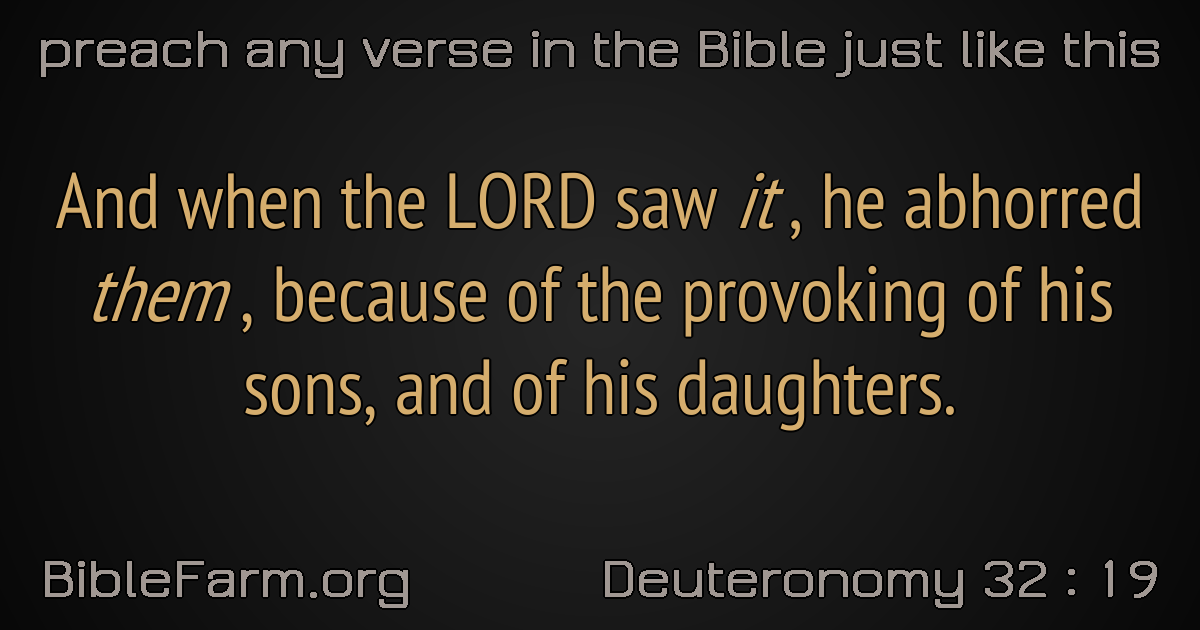 preach any verse in the Bible just like this
And when the LORD saw it , he abhorred
them , because of the provoking of his
sons, and of his daughters.
BibleFarm.org
Deuteronomy 32 : 19